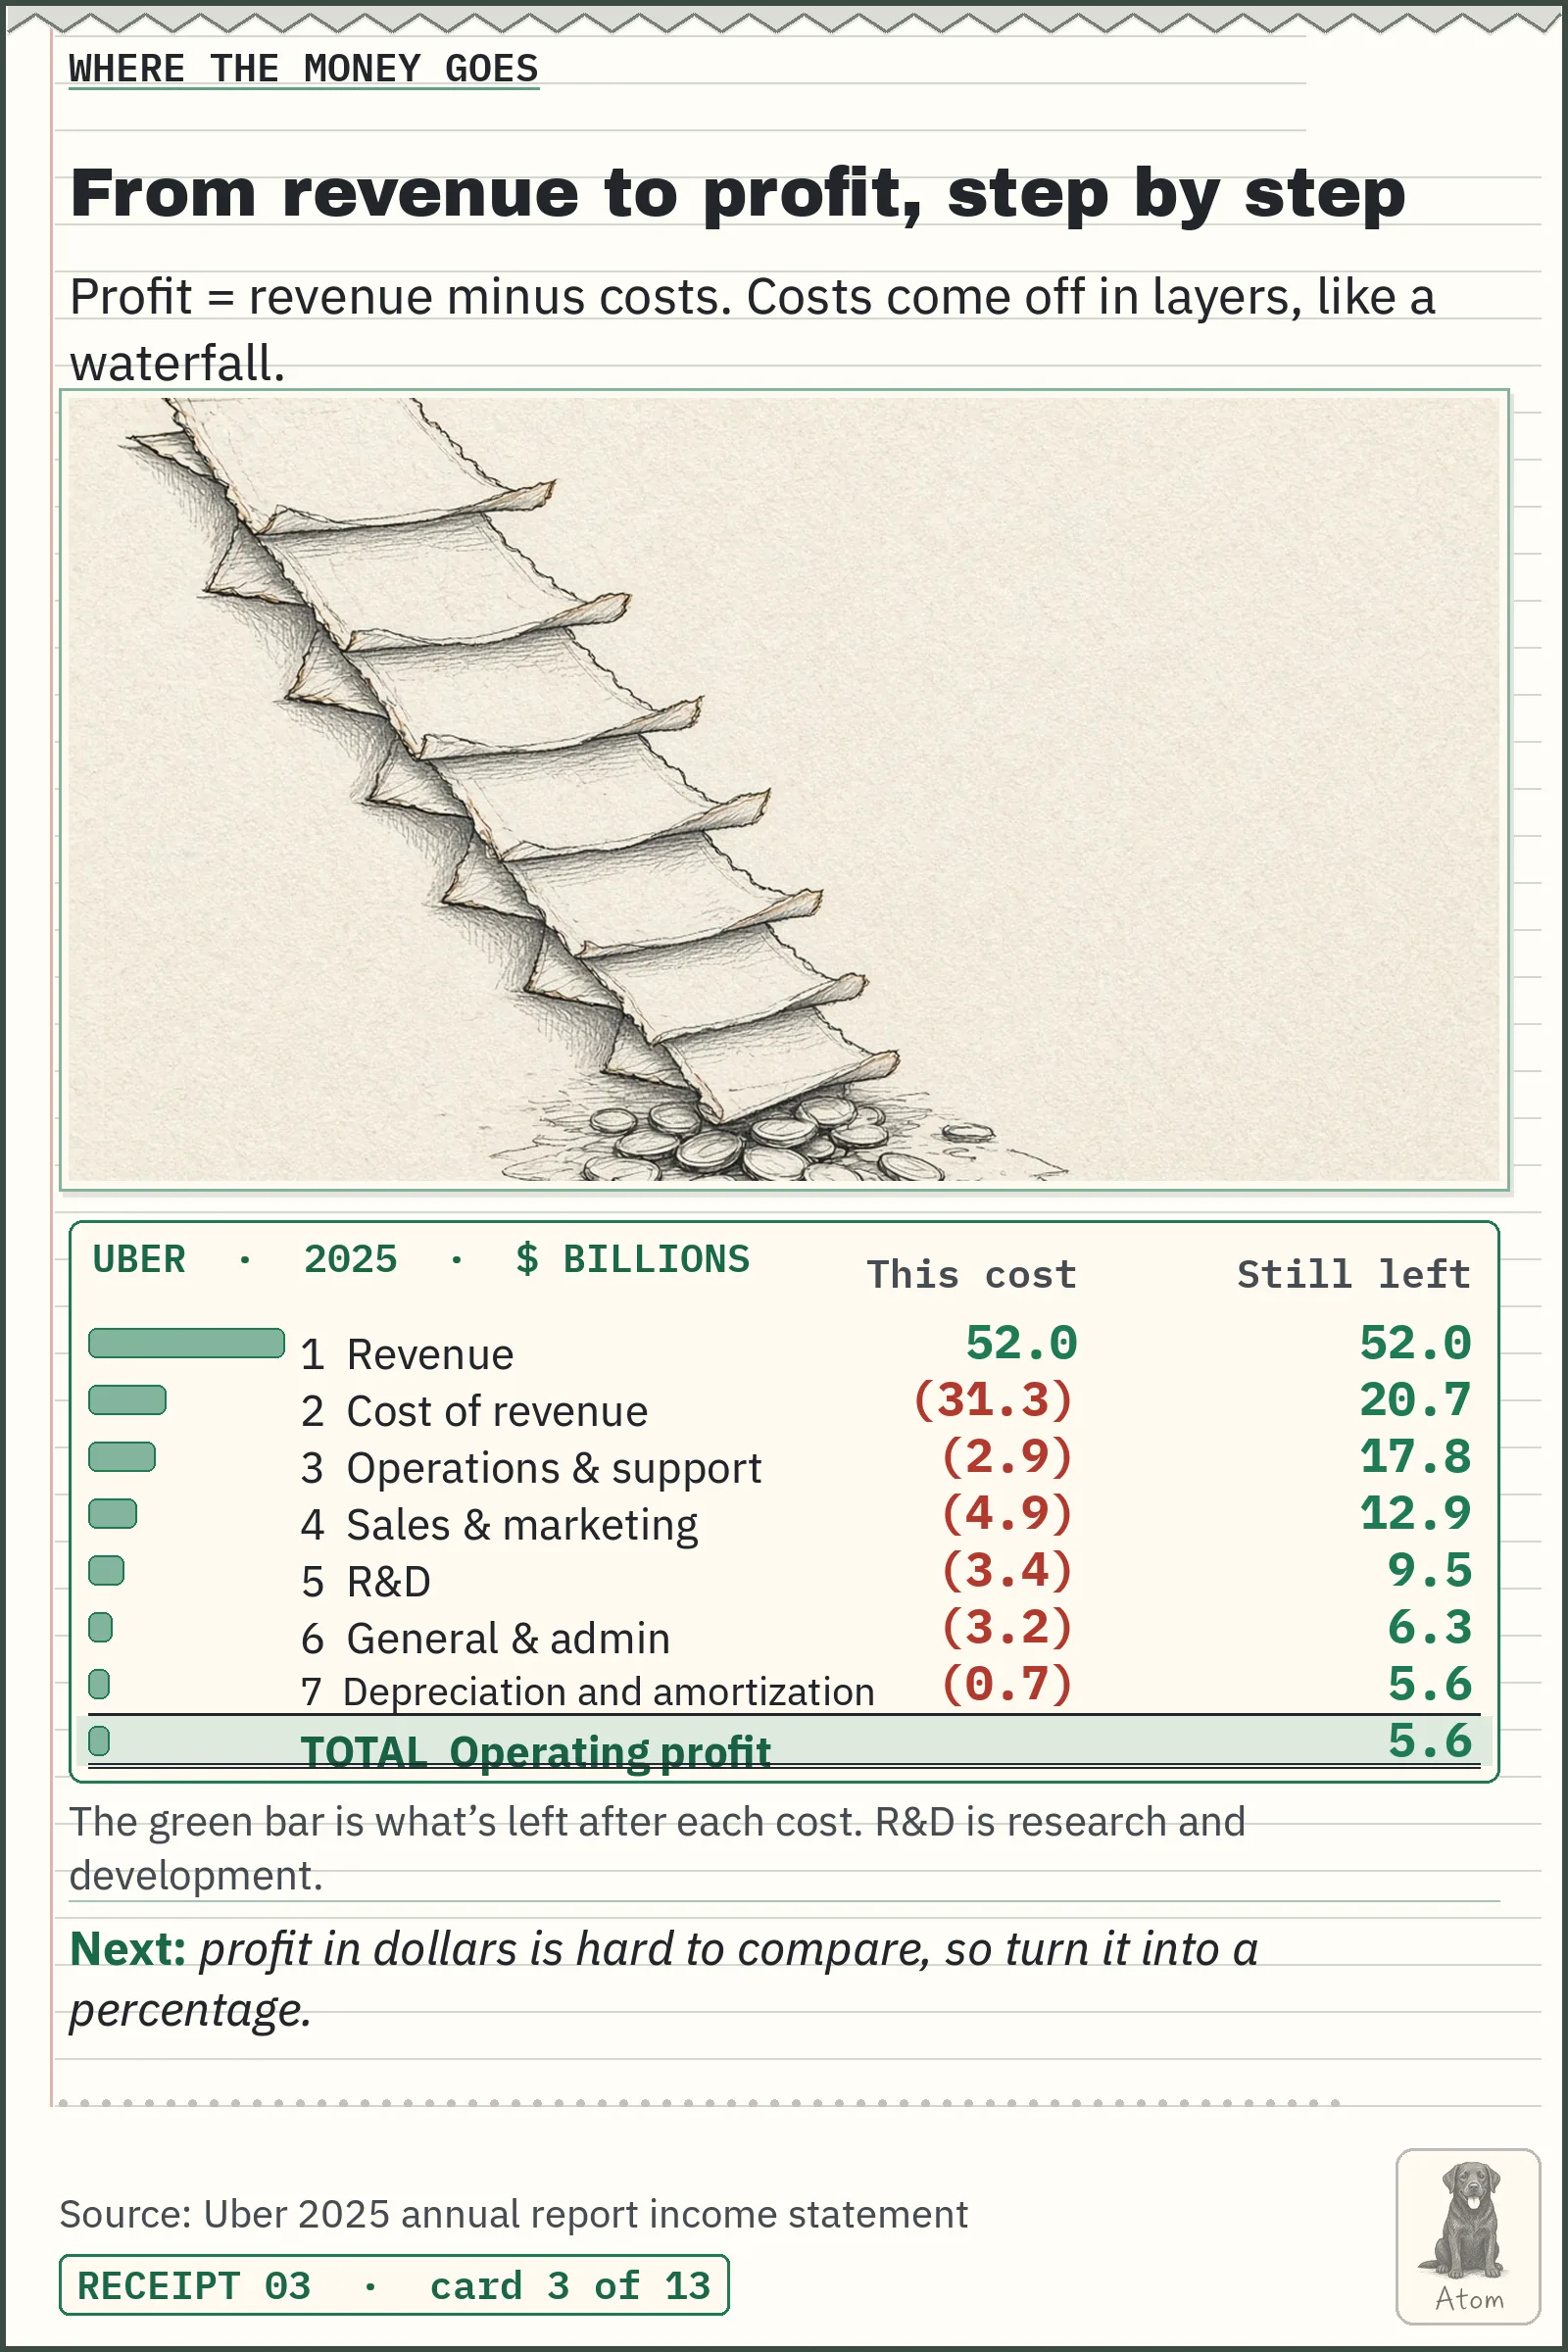 WHERE THE MONEY GOES
From revenue to profit, step by step
Profit = revenue minus costs. Costs come off in layers, like a
waterfall.
UBER · 2025 · $ BILLIONS This cost Still left
1 Revenue 52.0 52.0
2 Cost of revenue (31.3) 20.7
3 Operations & support (2.9) 17.8
4 Sales & marketing (4.9) 12.9
5 R&D (3.4) 9.5
6 General & admin (3.2) 6.3
7 Depreciation and amortization (0.7) 5.6
TOTAL Operating profit 5.6
The green bar is what’s left after each cost. R&D is research and
development.
Next: profit in dollars is hard to compare, so turn it into a
percentage.
Source: Uber 2025 annual report income statement
RECEIPT 03 · card 3 of 13
Atom